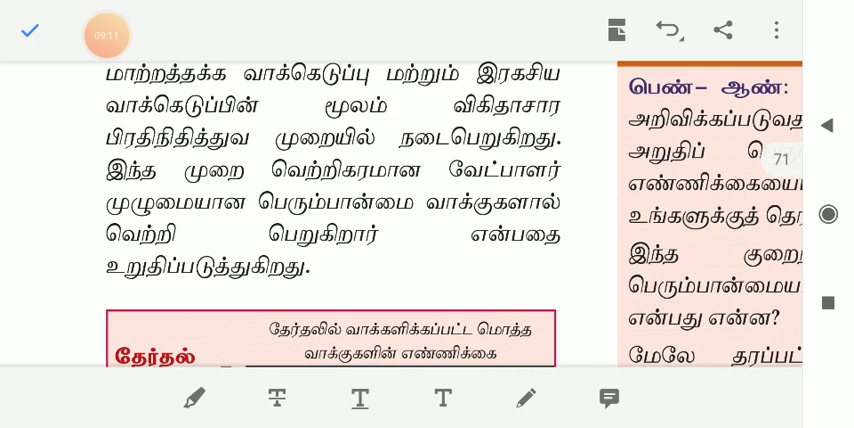 09:11
மாற்றத்தக்க வாக்கெடுப்பு மற்றும் இரகசிய
வாக்கெடுப்பின் மூலம் விகிதாசார
பிரதிநிதித்துவ முறையில் நடைபெறுகிறது.
இந்த முறை வெற்றிகரமான வேட்பாளர்
முழுமையான பெரும்பான்மை வாக்குகளால்
வெற்றி பெறுகிறார் என்பதை
உறுதிப்படுத்துகிறது.
தேர்தலில் வாக்களிக்கப்பட்ட மொத்த
வாக்குகளின் எண்ணிக்கை
தேர்தல்
பெண்– ஆண்:
அறிவிக்கப்படுவத
அறுதிப்
71
எண்ணிக்கையை
உங்களுக்குத் தெர
இந்த
பெரும்பான்மைய
என்பது என்ன?
மேலே தரப்பட்
T
T
T